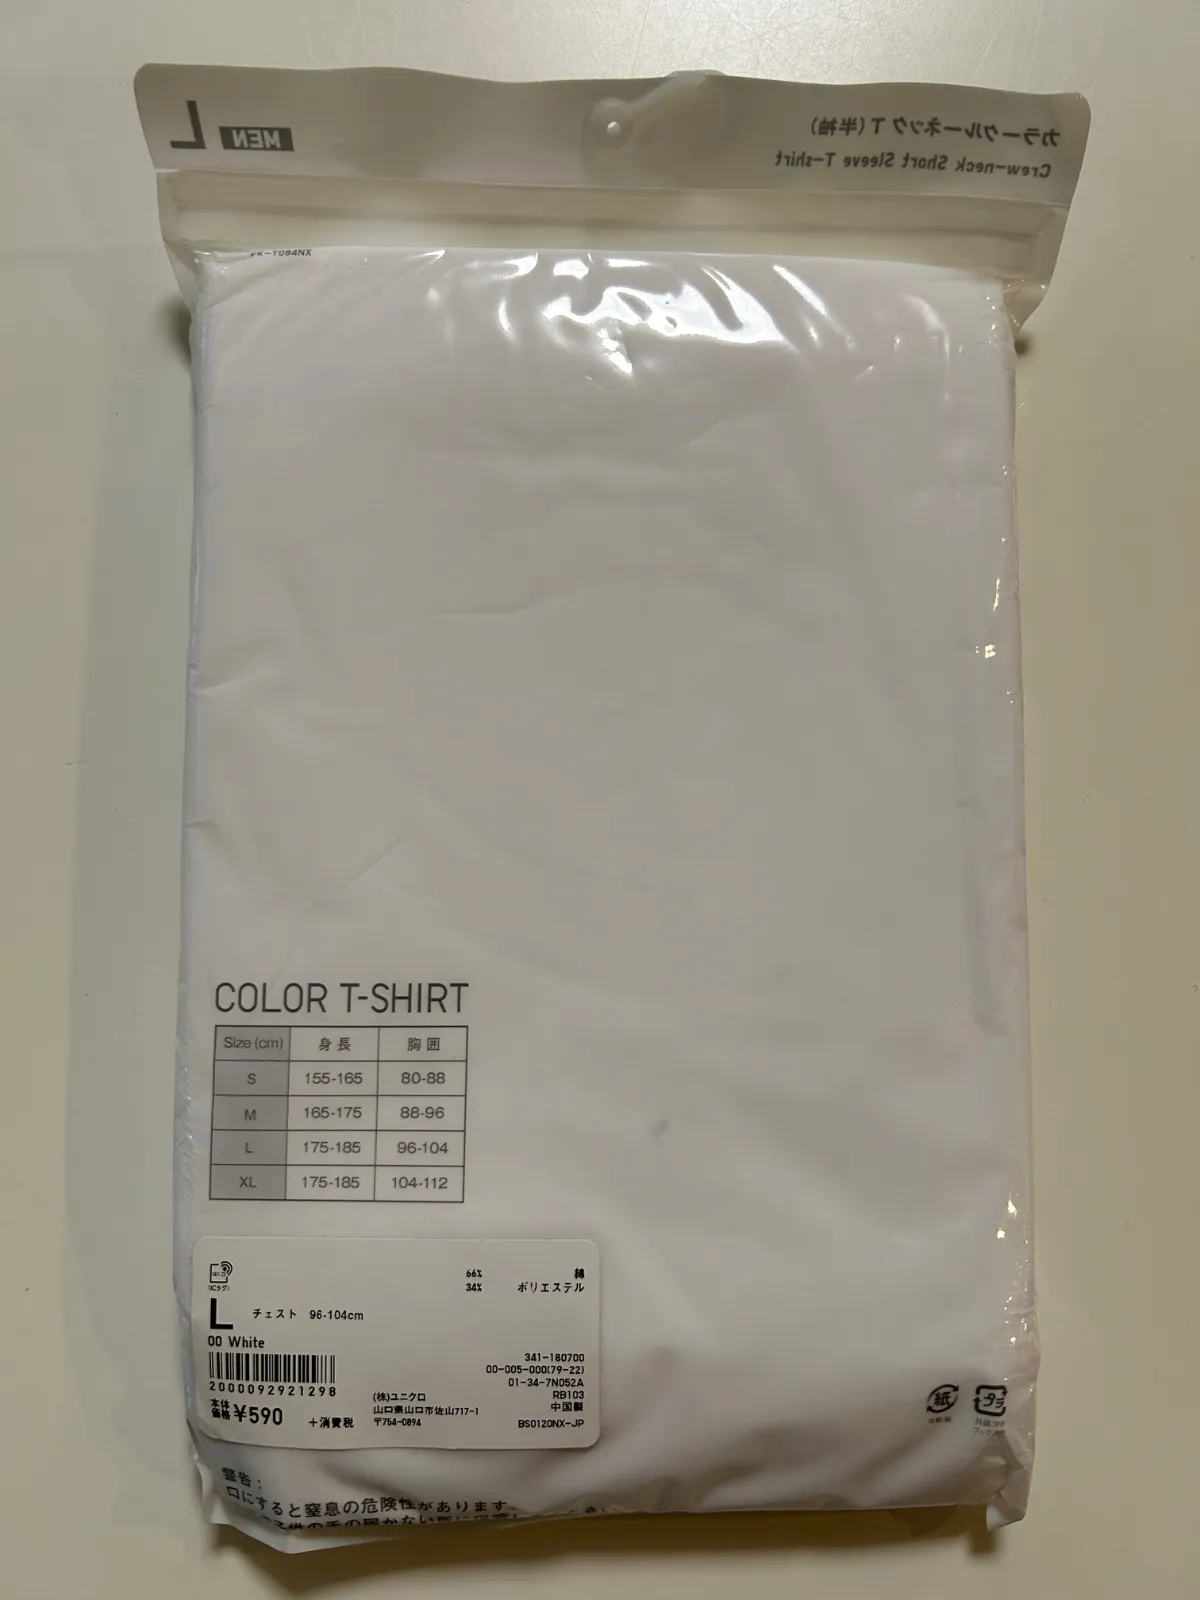 カラークルーネックT(半袖)
Crew-neck Short Sleeve T-shirt
MEN L
COLOR T-SHIRT
Size (cm) 身長 胸囲
S 155-165 80-88
M 165-175 88-96
L 175-185 96-104
XL 175-185 104-112
(ICタグ)
66% 綿
34% ポリエステル
L チェスト 96-104cm
00 White
2000092921298
本体価格 ¥590 +消費税
341-180700
00-005-000(79-22)
01-34-7N052A
RB103
中国製
BS0120NX-JP
(株)ユニクロ
山口県山口市佐山717-1
〒754-0894
紙
プラ
警告:
口にすると窒息の危険性があります。